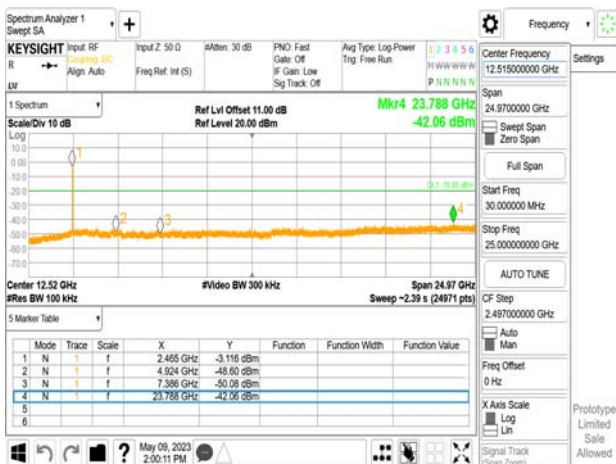 Spectrum Analyzer 1
Swept SA
Frequency
KEYSIGHT
Input: RF
Coupling: DC
Align: Auto
Input Z: 50 Ω
Freq Ref: Int (S)
#Atten: 30 dB
PNO: Fast
Gate: Off
IF Gain: Low
Sig Track: Off
Avg Type: Log-Power
Trig: Free Run
1 2 3 4 5 6
M W W W W W
P N N N N N
R
1 Spectrum
Scale/Div 10 dB
Ref Lvl Offset 11.00 dB
Ref Level 20.00 dBm
Mkr4 23.788 GHz
-42.06 dBm
Log
10.0
0.00
-10.0
-20.0
-30.0
-40.0
-50.0
-60.0
-70.0
1
2
3
4
Center 12.52 GHz
#Res BW 100 kHz
#Video BW 300 kHz
Span 24.97 GHz
Sweep ~2.39 s (24971 pts)
5 Marker Table
Mode Trace Scale X Y Function Function Width Function Value
1 N 1 f 2.465 GHz -3.116 dBm
2 N 1 f 4.924 GHz -48.60 dBm
3 N 1 f 7.386 GHz -50.08 dBm
4 N 1 f 23.788 GHz -42.06 dBm
5
6
May 09, 2023
2:00:11 PM
Center Frequency
12.515000000 GHz
Span
24.9700000 GHz
Swept Span
Zero Span
Full Span
Start Freq
30.000000 MHz
Stop Freq
25.000000000 GHz
AUTO TUNE
CF Step
2.497000000 GHz
Auto
Man
Freq Offset
0 Hz
X Axis Scale
Log
Lin
Signal Track
(Span Zoom)
Settings
Prototype
Limited
Sale
Allowed